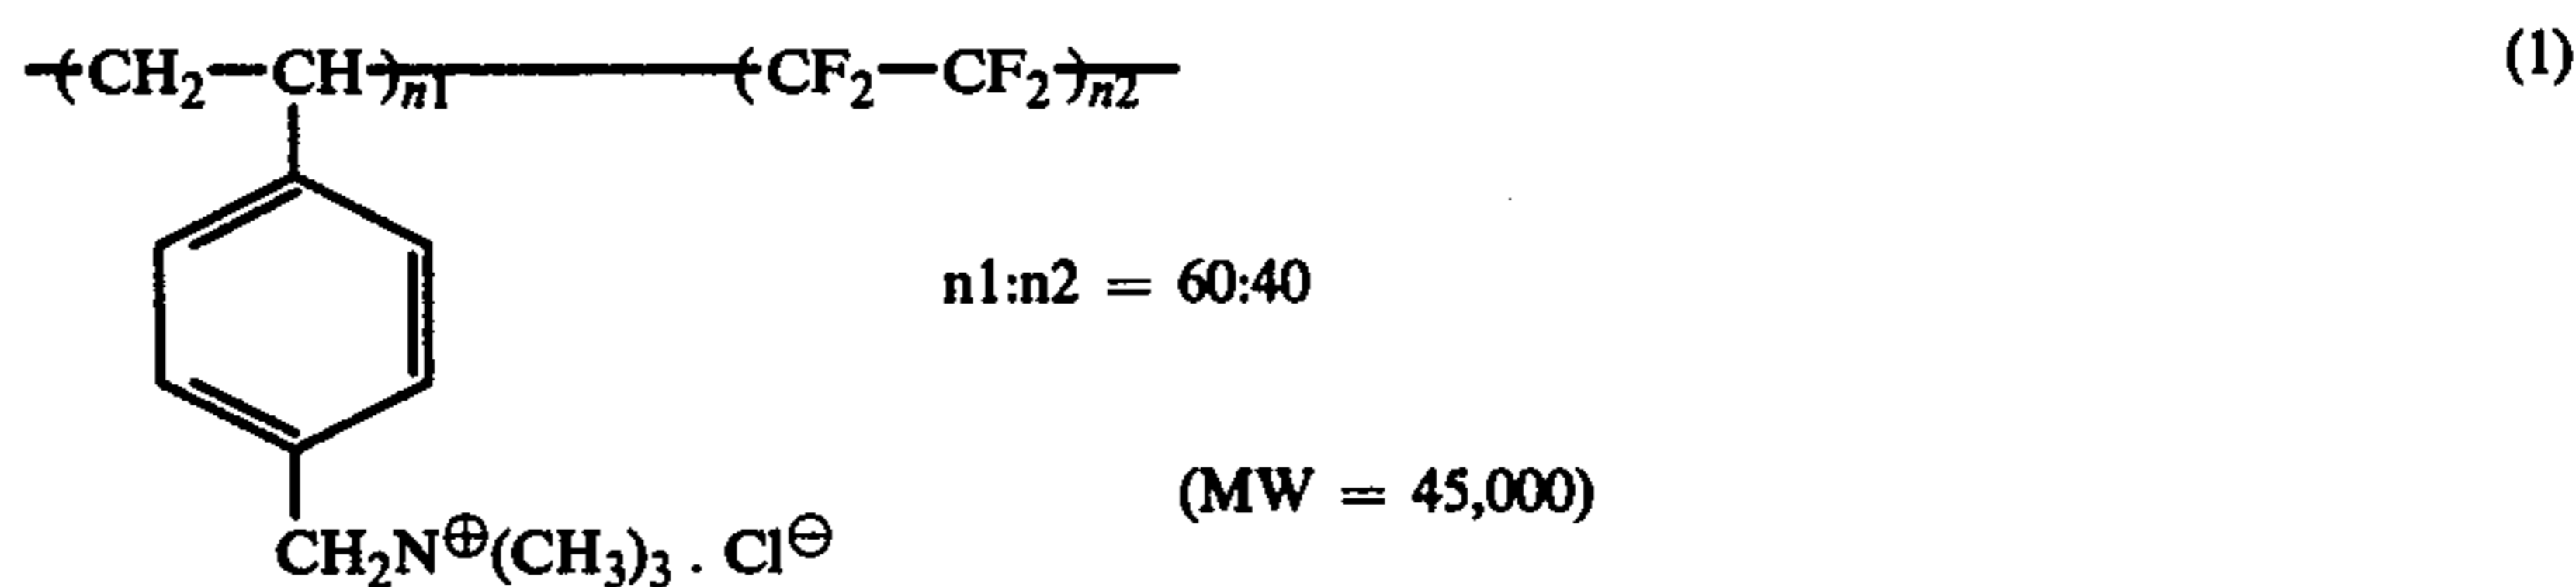 —(CH₂—CH)n1————(CF₂—CF₂)n2— (1)
n1:n2 = 60:40
(MW = 45,000)
CH₂N⊕(CH₃)₃ . Cl⊖